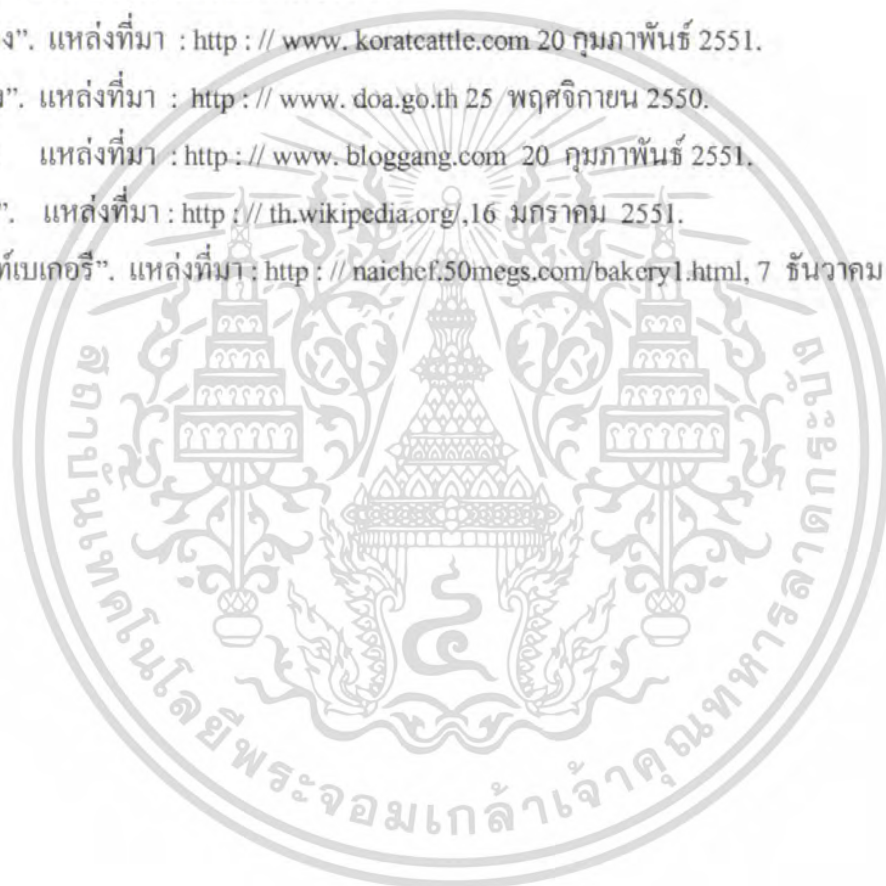 ง”. แหล่งที่มา : http : // www. koratcattle.com 20 กุมภาพันธ์ 2551.
”. แหล่งที่มา : http : // www. doa.go.th 25 พฤศจิกายน 2550.
แหล่งที่มา : http : // www. bloggang.com 20 กุมภาพันธ์ 2551.
”. แหล่งที่มา : http : // th.wikipedia.org/,16 มกราคม 2551.
ท์เบเกอรี”. แหล่งที่มา : http : // naichef.50megs.com/bakery1.html, 7 ธันวาคม
สถาบันเทคโนโลยีพระจอมเกล้าเจ้าคุณทหารลาดกระบัง
๔